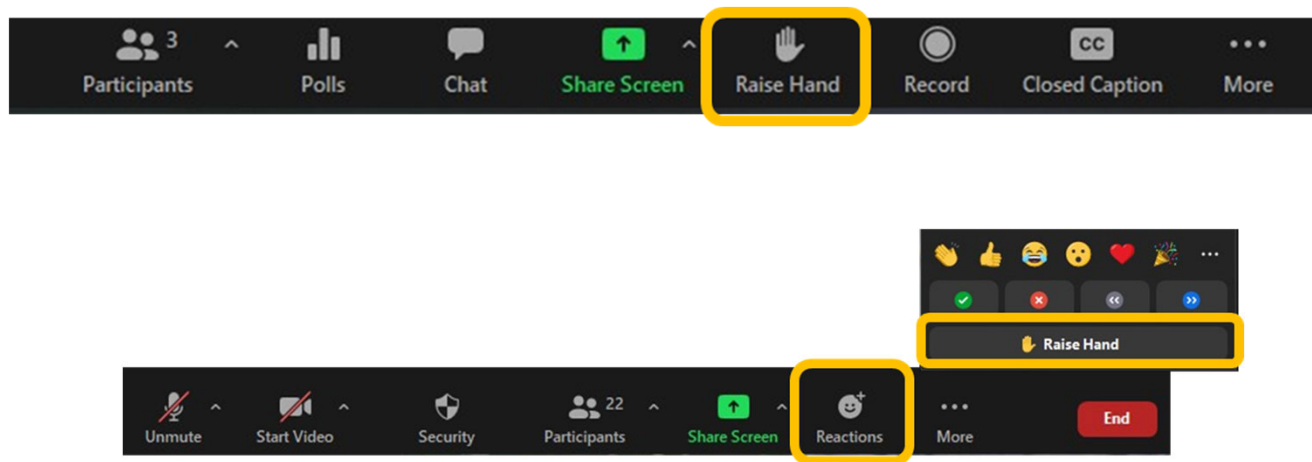 3
Participants Polls Chat Share Screen Raise Hand Record CC Closed Caption More
Raise Hand
22
Unmute Start Video Security Participants Share Screen Reactions More End